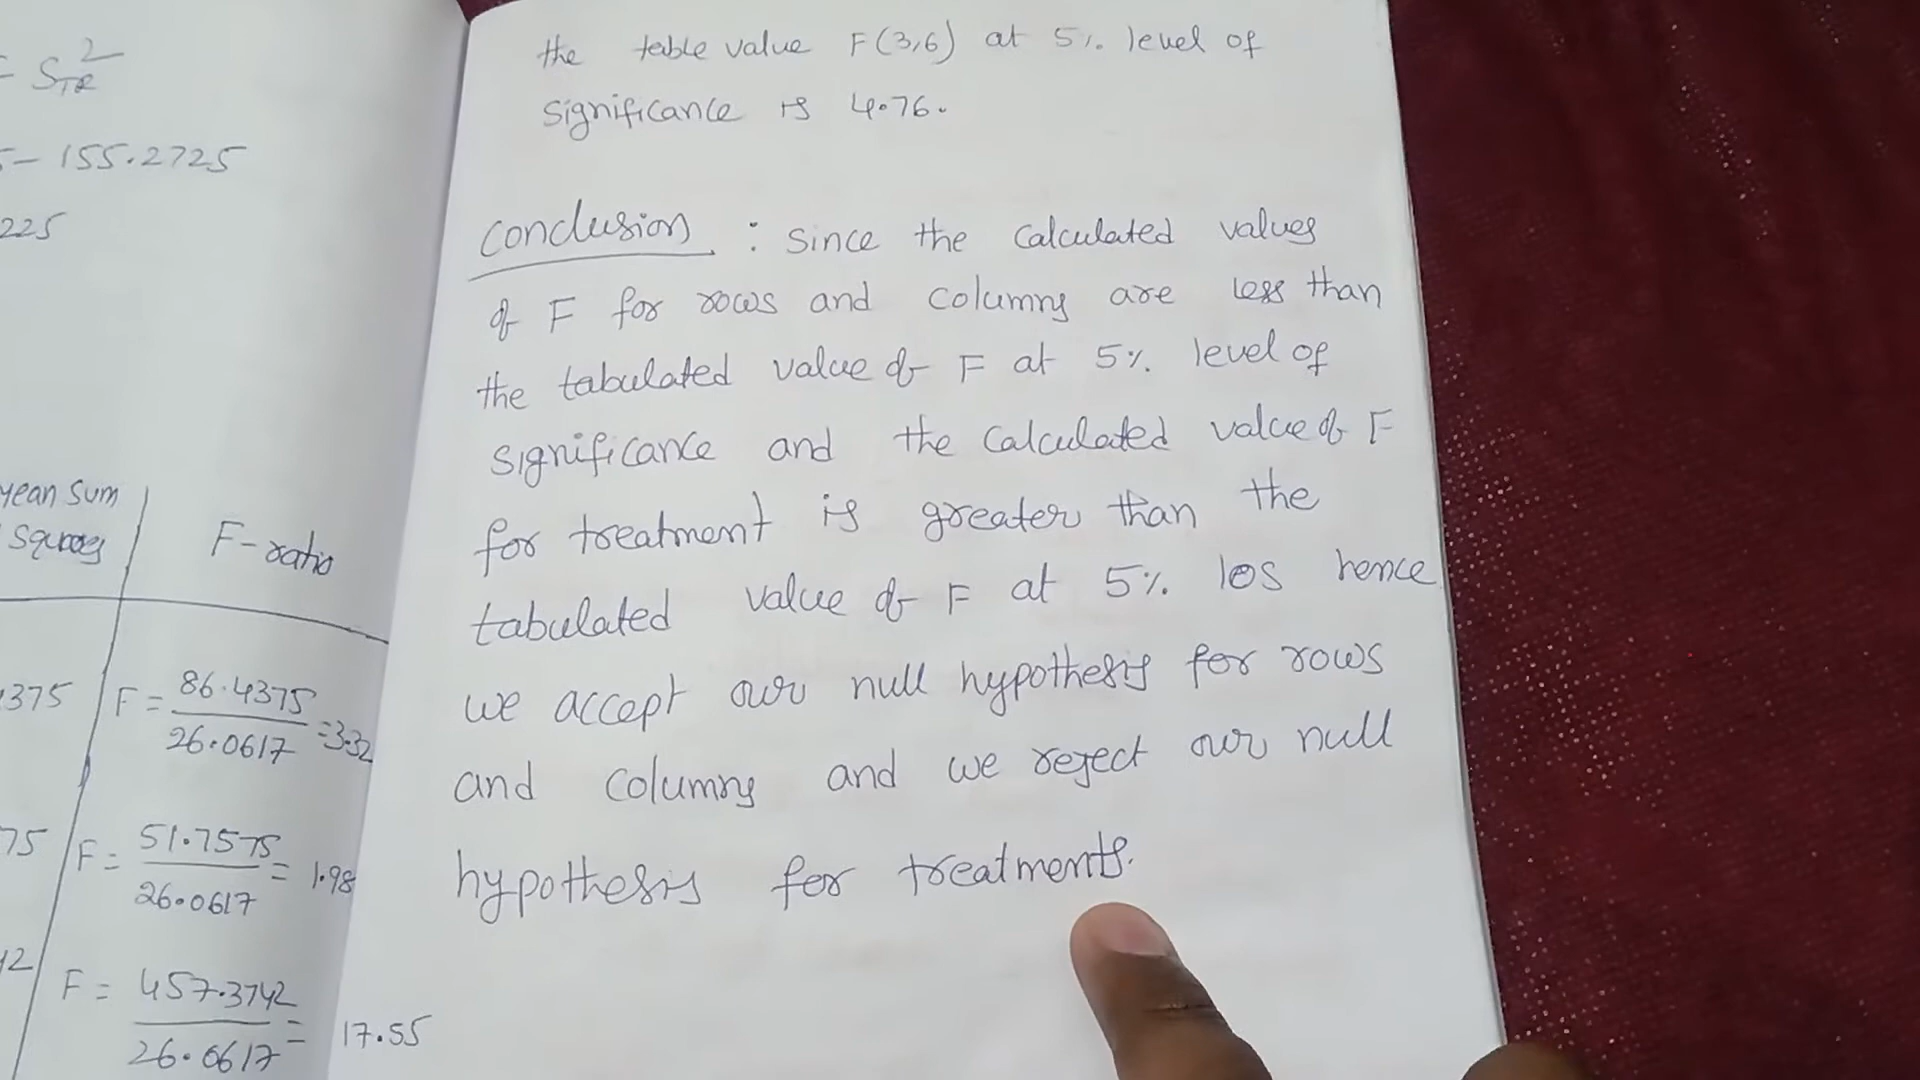 = S_TR^2
- 155.2725
225
Mean Sum
Squares
F-ratio
.375
F = 86.4375 / 26.0617 = 3.32
75
F = 51.7575 / 26.0617 = 1.98
42
F = 457.3742 / 26.0617 = 17.55
the table value F(3,6) at 5% level of
significance is 4.76.
Conclusion : since the calculated values
of F for rows and columns are less than
the tabulated value of F at 5% level of
significance and the calculated value of F
for treatment is greater than the
tabulated value of F at 5% los hence
we accept our null hypothesis for rows
and columns and we reject our null
hypothesis for treatments.